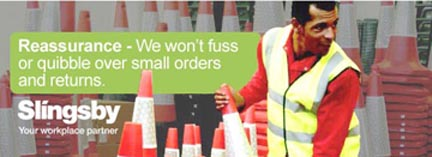 Reassurance - We won't fuss
or quibble over small orders
and returns.
Slingsby
Your workplace partner